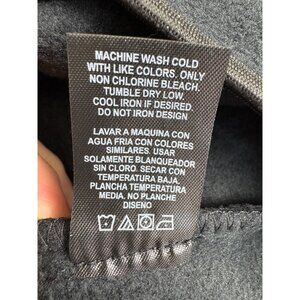 MACHINE WASH COLD
WITH LIKE COLORS. ONLY
NON CHLORINE BLEACH.
TUMBLE DRY LOW.
COOL IRON IF DESIRED.
DO NOT IRON DESIGN
LAVAR A MAQUINA CON
AGUA FRIA CON COLORES
SIMILARES. USAR
SOLAMENTE BLANQUEADOR
SIN CLORO. SECAR CON
TEMPERATURA BAJA,
PLANCHA TEMPERATURA
MEDIA. NO PLANCHE
DISENO